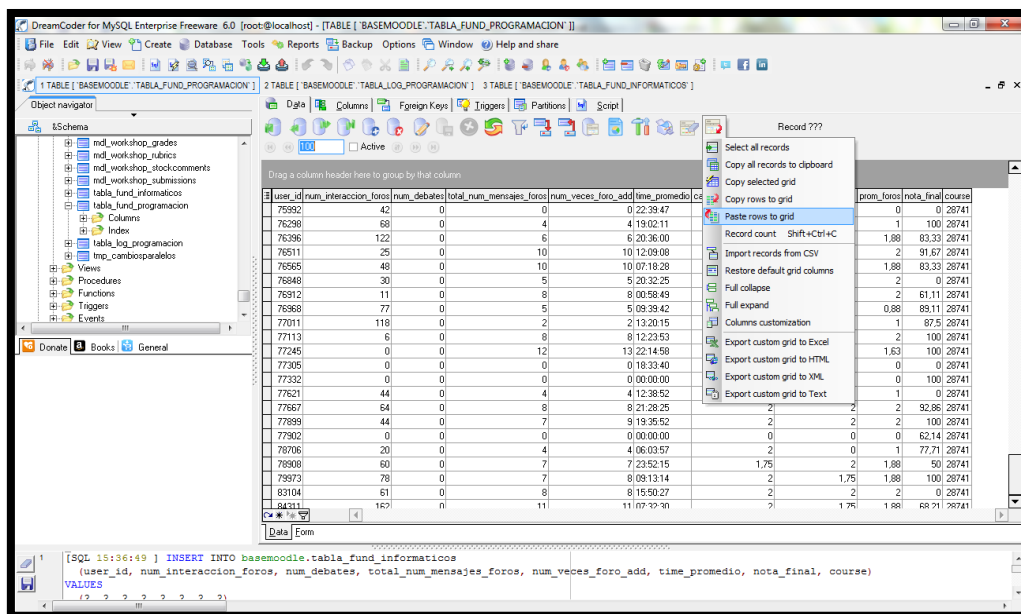 DreamCoder for MySQL Enterprise Freeware 6.0 [root@localhost] - [TABLE [ `BASEMOODLE`.`TABLA_FUND_PROGRAMACION` ]]
File Edit View Create Database Tools Reports Backup Options Window Help and share
1 TABLE [ `BASEMOODLE`.`TABLA_FUND_PROGRAMACION` ] 2 TABLE [ `BASEMOODLE`.`TABLA_LOG_PROGRAMACION` ] 3 TABLE [ `BASEMOODLE`.`TABLA_FUND_INFORMATICOS` ]
Object navigator
&Schema
mdl_workshop_grades
mdl_workshop_rubrics
mdl_workshop_stockcomments
mdl_workshop_submissions
tabla_fund_informaticos
tabla_fund_programacion
Columns
Index
tabla_log_programacion
tmp_cambiosparalelos
Views
Procedures
Functions
Triggers
Events
Donate Books General
Data Columns Foreign Keys Triggers Partitions Script
Record ???
100 Active
Drag a column header here to group by that column
user_id num_interaccion_foros num_debates total_num_mensajes_foros num_veces_foro_add time_promedio prom_foros nota_final course
75992 42 0 0 0 22:39:47 0 0 28741
76298 68 0 4 4 19:02:11 1 100 28741
76396 122 0 6 6 20:36:00 1,88 83,33 28741
76511 25 0 10 10 12:09:08 2 91,67 28741
76565 48 0 10 10 07:18:28 1,88 83,33 28741
76848 30 0 5 5 20:32:25 2 0 28741
76912 11 0 8 8 00:58:49 2 61,11 28741
76968 77 0 5 5 09:39:42 0,88 89,11 28741
77011 118 0 2 2 13:20:15 1 87,5 28741
77113 6 0 8 8 12:23:53 2 100 28741
77245 0 0 12 13 22:14:58 1,63 100 28741
77305 0 0 0 0 18:33:40 0 0 28741
77332 0 0 0 0 00:00:00 0 100 28741
77621 44 0 4 4 12:38:52 1 0 28741
77667 64 0 8 8 21:28:25 2 2 2 92,86 28741
77899 44 0 7 9 19:35:52 2 2 2 100 28741
77902 0 0 0 0 00:00:00 0 0 0 62,14 28741
78706 20 0 4 4 06:03:57 2 0 1 77,71 28741
78908 60 0 7 7 23:52:15 1,75 2 1,88 50 28741
79973 78 0 7 8 09:13:14 2 1,75 1,88 100 28741
83104 61 0 8 8 15:50:27 2 2 2 0 28741
84311 162 0 11 11 07:32:30 2 1,75 1,88 68,21 28741
Select all records
Copy all records to clipboard
Copy selected grid
Copy rows to grid
Paste rows to grid
Record count Shift+Ctrl+C
Import records from CSV
Restore default grid columns
Full collapse
Full expand
Columns customization
Export custom grid to Excel
Export custom grid to HTML
Export custom grid to XML
Export custom grid to Text
Data Form
1 [SQL 15:36:49 ] INSERT INTO basemoodle.tabla_fund_informaticos
(user_id, num_interaccion_foros, num_debates, total_num_mensajes_foros, num_veces_foro_add, time_promedio, nota_final, course)
VALUES
(?, ?, ?, ?, ?, ?, ?, ?)